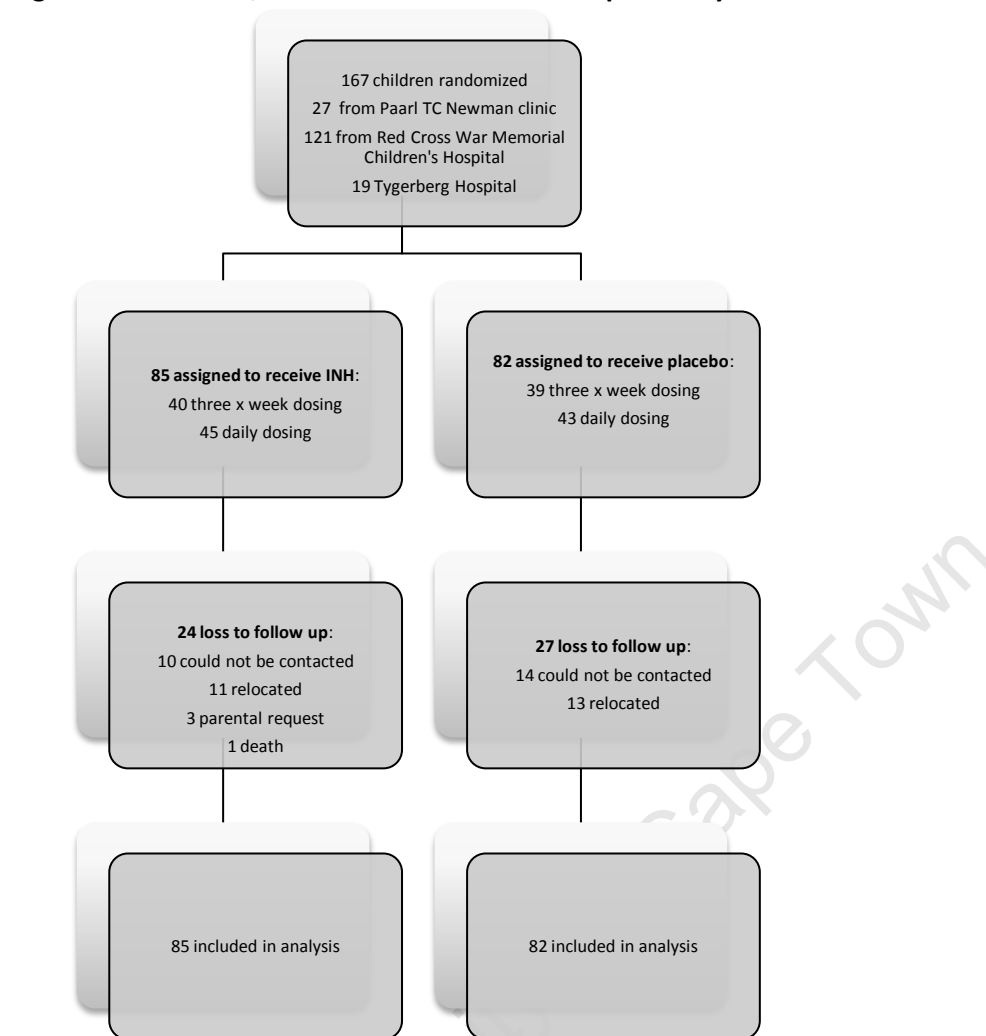 167 children randomized
27 from Paarl TC Newman clinic
121 from Red Cross War Memorial
Children's Hospital
19 Tygerberg Hospital
85 assigned to receive INH:
40 three x week dosing
45 daily dosing
82 assigned to receive placebo:
39 three x week dosing
43 daily dosing
24 loss to follow up:
10 could not be contacted
11 relocated
3 parental request
1 death
27 loss to follow up:
14 could not be contacted
13 relocated
85 included in analysis
82 included in analysis
Cape Town